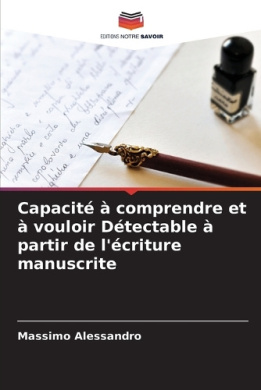 EDITIONS NOTRE SAVOIR
Capacité à comprendre et
à vouloir Détectable à
partir de l'écriture
manuscrite
Massimo Alessandro